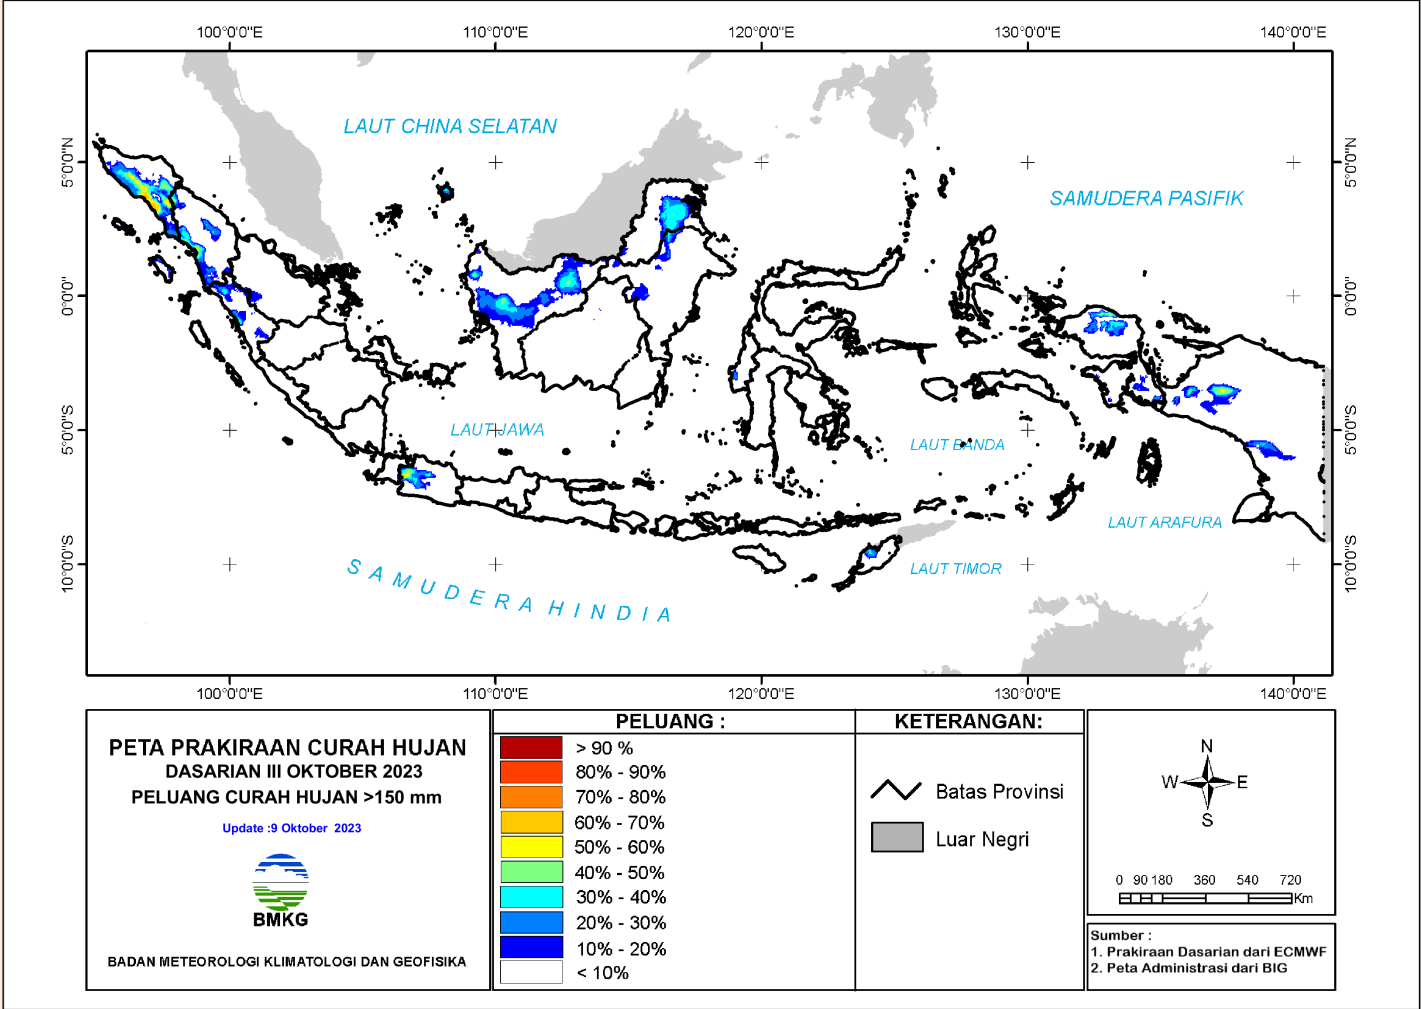 100°0'0"E 110°0'0"E 120°0'0"E 130°0'0"E 140°0'0"E
LAUT CHINA SELATAN
5°0'0"N 5°0'0"N
SAMUDERA PASIFIK
0°0'0" 0°0'0"
LAUT JAWA
5°0'0"S 5°0'0"S
LAUT BANDA
LAUT ARAFURA
10°0'0"S 10°0'0"S
LAUT TIMOR
SAMUDERA HINDIA
100°0'0"E 110°0'0"E 120°0'0"E 130°0'0"E 140°0'0"E
PETA PRAKIRAAN CURAH HUJAN
DASARIAN III OKTOBER 2023
PELUANG CURAH HUJAN >150 mm
Update :9 Oktober 2023
BMKG
BADAN METEOROLOGI KLIMATOLOGI DAN GEOFISIKA
PELUANG :
> 90 %
80% - 90%
70% - 80%
60% - 70%
50% - 60%
40% - 50%
30% - 40%
20% - 30%
10% - 20%
< 10%
KETERANGAN:
Batas Provinsi
Luar Negri
N
W E
S
0 90 180 360 540 720
Km
Sumber :
1. Prakiraan Dasarian dari ECMWF
2. Peta Administrasi dari BIG